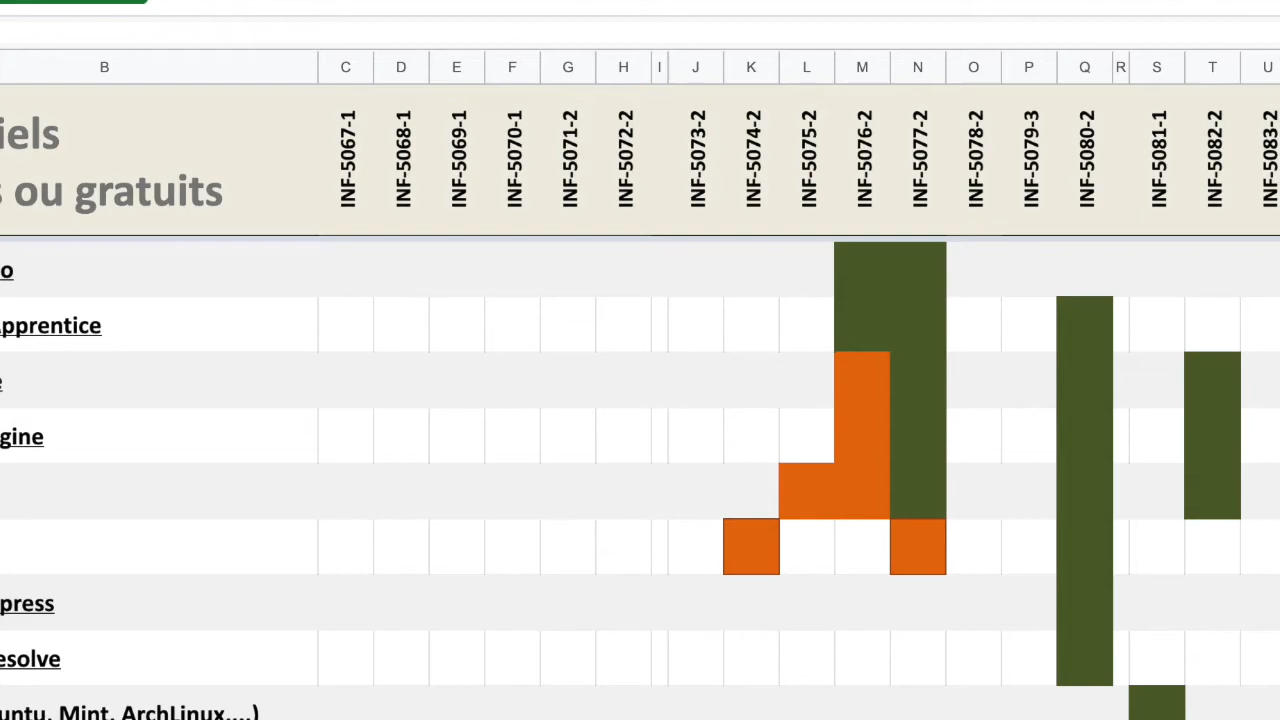 B C D E F G H I J K L M N O P Q R S T U
INF-5067-1 INF-5068-1 INF-5069-1 INF-5070-1 INF-5071-2 INF-5072-2 INF-5073-2 INF-5074-2 INF-5075-2 INF-5076-2 INF-5077-2 INF-5078-2 INF-5079-3 INF-5080-2 INF-5081-1 INF-5082-2 INF-5083-2
iels
s ou gratuits
o
Apprentice
e
gine
press
esolve
untu, Mint, ArchLinux,...)